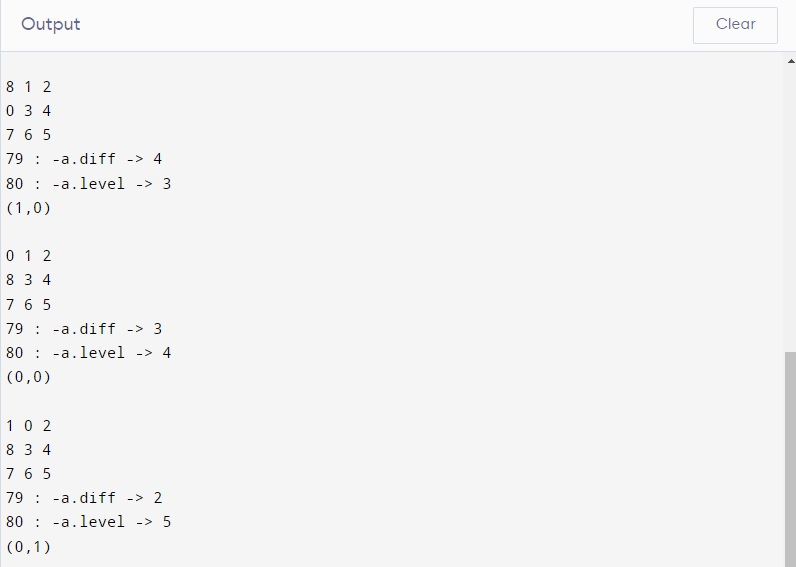 Output
Clear
8 1 2
0 3 4
7 6 5
79 : -a.diff -> 4
80 : -a.level -> 3
(1,0)
0 1 2
8 3 4
7 6 5
79 : -a.diff -> 3
80 : -a.level -> 4
(0,0)
1 0 2
8 3 4
7 6 5
79 : -a.diff -> 2
80 : -a.level -> 5
(0,1)